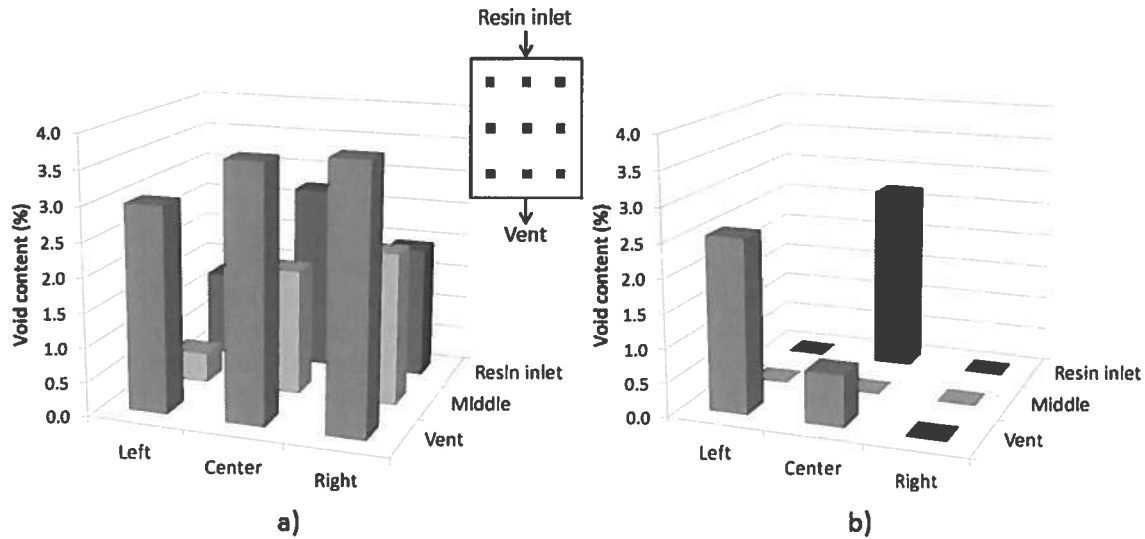 Resin inlet
Vent
4.0
3.5
3.0
2.5
2.0
1.5
1.0
0.5
0.0
Void content (%)
Left
Center
Right
Resin inlet
Middle
Vent
a)
4.0
3.5
3.0
2.5
2.0
1.5
1.0
0.5
0.0
Void content (%)
Left
Center
Right
Resin inlet
Middle
Vent
b)